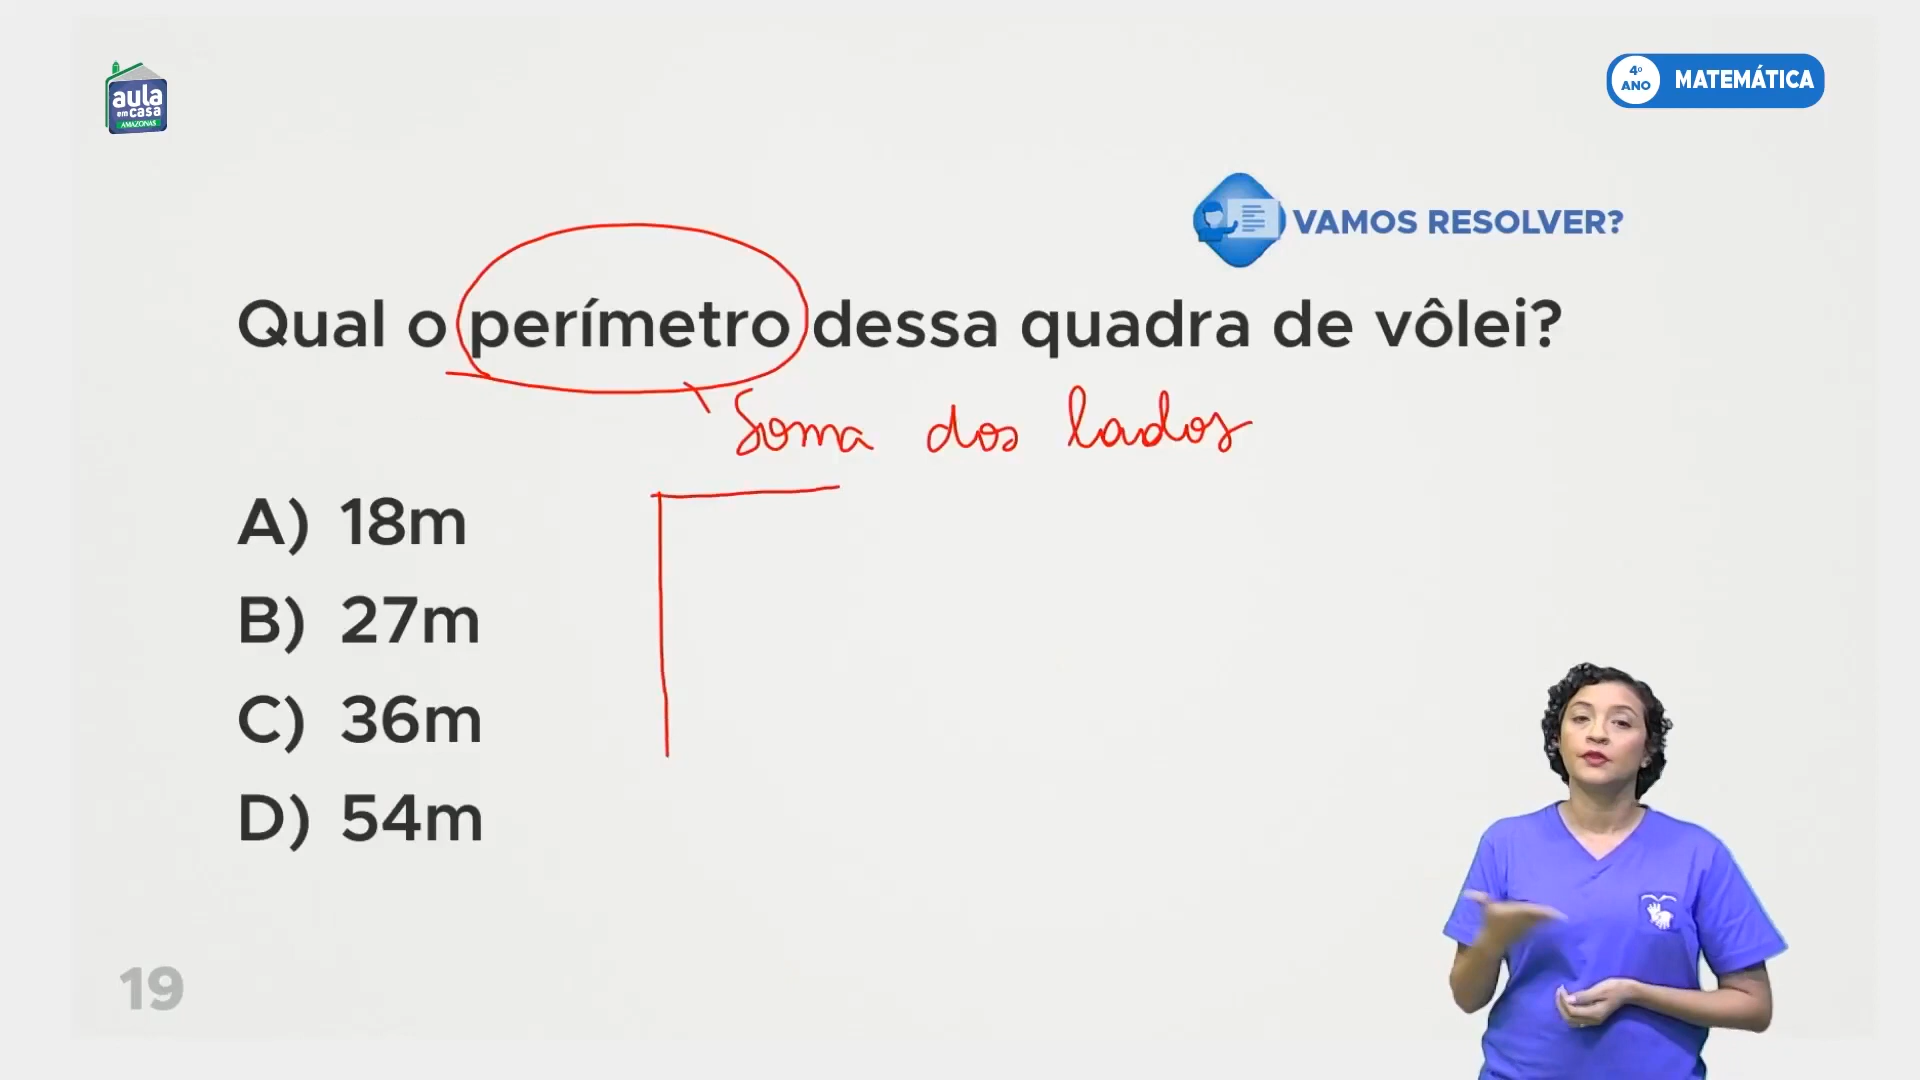 aula
em casa
AMAZONAS
4º
ANO
MATEMÁTICA
VAMOS RESOLVER?
Qual o perímetro dessa quadra de vôlei?
Soma dos lados
A) 18m
B) 27m
C) 36m
D) 54m
19